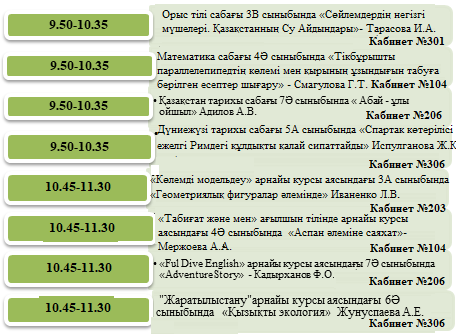 9.50-10.35
Орыс тілі сабағы 3В сыныбында «Сөйлемдердің негізгі
мүшелері. Қазақстанның Су Айдындары»- Тарасова И.А.
Кабинет №301
9.50-10.35
Математика сабағы 4Ә сыныбында «Тікбұрышты
параллелепипедтің көлемі мен қырының ұзындығын табуға
берілген есептер шығару» - Смагулова Г.Т. Кабинет №104
9.50-10.35
• Қазақстан тарихы сабағы 7Ә сыныбында « Абай - ұлы
ойшыл» Адилов А.В. Кабинет №206
9.50-10.35
•Дүниежүзі тарихы сабағы 5А сыныбында «Спартак көтерілісі
ежелгі Римдегі құлдықты қалай сипаттайды» Испулганова Ж.К
Кабинет №306
10.45-11.30
«Көлемді модельдеу» арнайы курсы аясындағы 3А сыныбында
«Геометриялық фигуралар әлемінде» Иваненко Л.В.
Кабинет №203
10.45-11.30
«Табиғат және мен» ағылшын тілінде арнайы курсы
аясындағы 4Ә сыныбында «Аспан әлеміне саяхат»-
Мержоева А.А. Кабинет №104
10.45-11.30
• «Ful Dive English» арнайы курсы аясындағы 7Ә сыныбында
«AdventureStory» - Кадырханов Ф.О.
Кабинет №206
10.45-11.30
"Жаратылыстану"арнайы курсы аясындағы 6Ә
сыныбында «Қызықты экология» Жунуспаева А.Е.
Кабинет №306